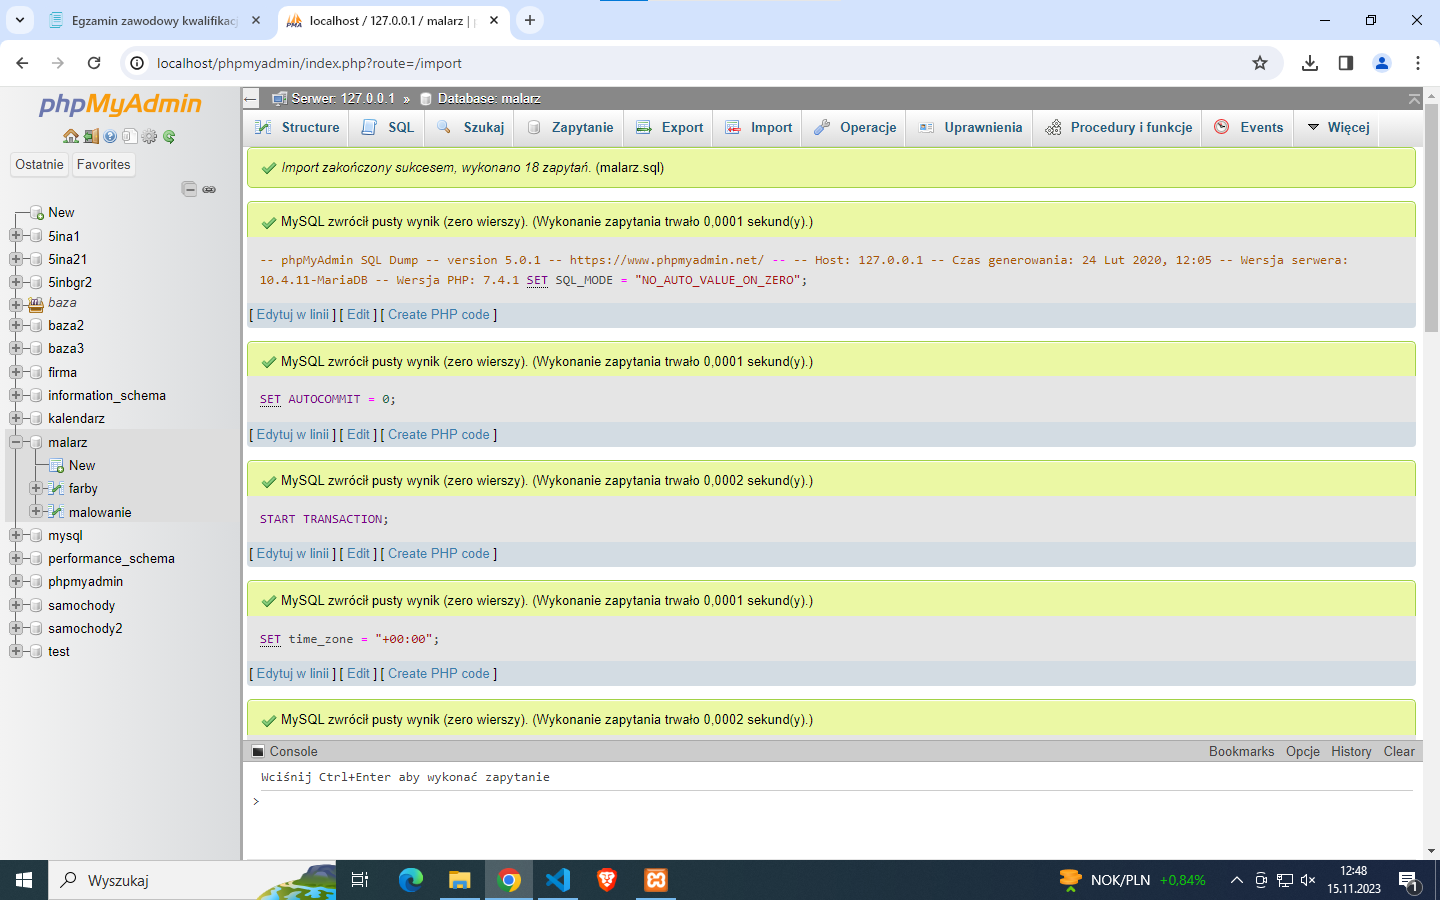 Egzamin zawodowy kwalifikac
localhost / 127.0.0.1 / malarz | p
localhost/phpmyadmin/index.php?route=/import
phpMyAdmin
Ostatnie
Favorites
New
5ina1
5ina21
5inbgr2
baza
baza2
baza3
firma
information_schema
kalendarz
malarz
New
farby
malowanie
mysql
performance_schema
phpmyadmin
samochody
samochody2
test
Serwer: 127.0.0.1 » Database: malarz
Structure SQL Szukaj Zapytanie Export Import Operacje Uprawnienia Procedury i funkcje Events Więcej
Import zakończony sukcesem, wykonano 18 zapytań. (malarz.sql)
MySQL zwrócił pusty wynik (zero wierszy). (Wykonanie zapytania trwało 0,0001 sekund(y).)
-- phpMyAdmin SQL Dump -- version 5.0.1 -- https://www.phpmyadmin.net/ -- -- Host: 127.0.0.1 -- Czas generowania: 24 Lut 2020, 12:05 -- Wersja serwera:
10.4.11-MariaDB -- Wersja PHP: 7.4.1 SET SQL_MODE = "NO_AUTO_VALUE_ON_ZERO";
[ Edytuj w linii ] [ Edit ] [ Create PHP code ]
MySQL zwrócił pusty wynik (zero wierszy). (Wykonanie zapytania trwało 0,0001 sekund(y).)
SET AUTOCOMMIT = 0;
[ Edytuj w linii ] [ Edit ] [ Create PHP code ]
MySQL zwrócił pusty wynik (zero wierszy). (Wykonanie zapytania trwało 0,0002 sekund(y).)
START TRANSACTION;
[ Edytuj w linii ] [ Edit ] [ Create PHP code ]
MySQL zwrócił pusty wynik (zero wierszy). (Wykonanie zapytania trwało 0,0001 sekund(y).)
SET time_zone = "+00:00";
[ Edytuj w linii ] [ Edit ] [ Create PHP code ]
MySQL zwrócił pusty wynik (zero wierszy). (Wykonanie zapytania trwało 0,0002 sekund(y).)
Console
Bookmarks Opcje History Clear
Wciśnij Ctrl+Enter aby wykonać zapytanie
>
Wyszukaj
NOK/PLN +0,84%
12:48
15.11.2023
1